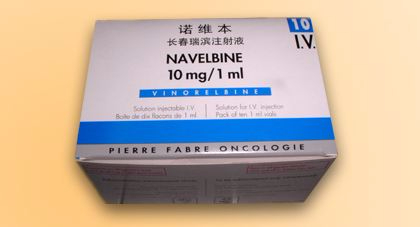 诺维本
长春瑞滨注射液
NAVELBINE
10 mg/1 ml
10
I.V.
VINORELBINE
Solution injectable I.V.
Boîte de dix flacons de 1 ml
Solution for I.V. injection
Pack of ten 1 ml vials
PIERRE FABRE ONCOLOGIE